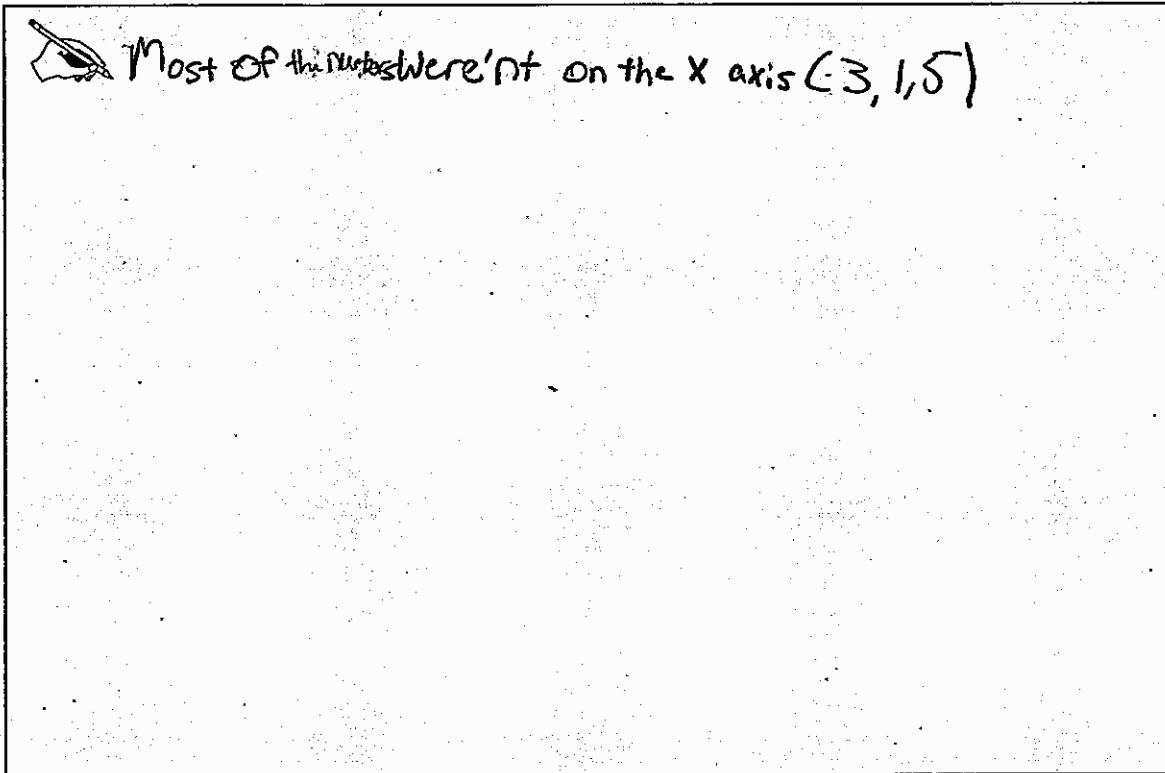 Most of the numbers Were'nt on the X axis (-3, 1, 5)